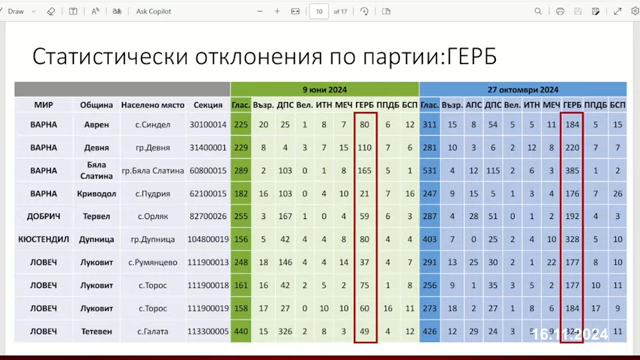 Draw
Ask Copilot
10 of 17
Статистически отклонения по партии:ГЕРБ
9 юни 2024 27 октомври 2024
МИР Община Населено място Секция Глас. Възр. ДПС Вел. ИТН МЕЧ ГЕРБ ППДБ БСП Глас. Възр. АПС ДПС Вел. ИТН МЕЧ ГЕРБ ППДБ БСП
ВАРНА Аврен с.Синдел 30100014 225 20 25 1 8 7 80 6 12 311 15 8 54 5 5 11 184 5 15
ВАРНА Девня гр.Девня 31400001 229 8 4 3 7 15 110 7 6 281 10 3 6 2 12 8 220 7 7
ВАРНА Бяла Слатина гр.Бяла Слатина 60800015 289 2 103 0 1 8 165 5 1 531 4 12 115 2 6 3 385 1 2
ВАРНА Криводол с.Пудрия 62100015 182 16 103 0 4 10 21 7 16 247 9 15 5 1 3 4 176 7 26
ДОБРИЧ Тервел с.Орляк 82700026 255 3 167 1 0 4 59 6 3 287 4 28 51 0 1 2 192 4 3
КЮСТЕНДИЛ Дупница гр.Дупница 104800019 156 5 42 4 4 8 80 4 4 403 7 0 25 2 4 10 328 5 10
ЛОВЕЧ Луковит с.Румянцево 111900013 248 18 146 4 4 14 37 4 7 291 13 25 30 2 1 22 177 8 10
ЛОВЕЧ Луковит с.Торос 111900018 161 16 42 2 5 2 75 1 8 256 9 1 35 3 5 2 177 10 11
ЛОВЕЧ Луковит с.Торос 111900019 158 17 27 0 10 10 60 16 11 273 18 2 27 1 8 6 184 17 9
ЛОВЕЧ Тетевен с.Галата 113300005 440 15 326 2 8 3 49 4 4 426 12 29 24 3 5
16.11.2024